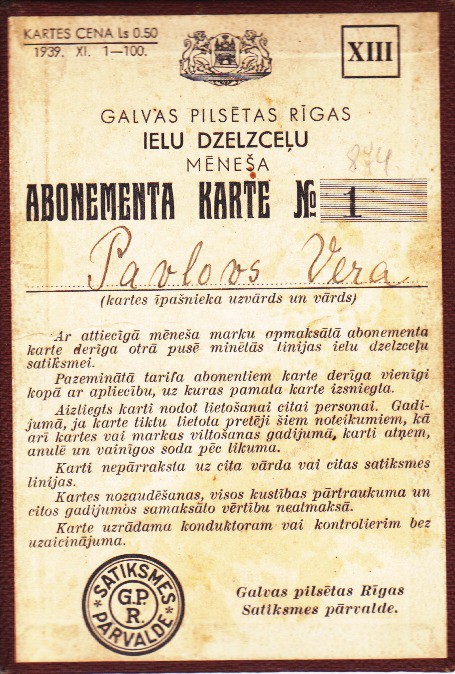 KARTES CENA Ls 0.50
1939. XI. 1—100.
XIII
GALVAS PILSĒTAS RĪGAS
IELU DZELZCEĻU
MĒNEŠA
874
ABONEMENTA KARTE № 1
Pavlovs Vera
(kartes īpašnieka uzvārds un vārds)
Ar attiecīgā mēneša marku apmaksātā abonementa
karte derīga otrā pusē minētās linijas ielu dzelzceļu
satiksmei.
Pazeminātā tarifa abonentiem karte derīga vienīgi
kopā ar apliecību, uz kuras pamata karte izsniegta.
Aizliegts karti nodot lietošanai citai personai. Gadi-
jumā, ja karte tiktu lietota pretēji šiem noteikumiem, kā
arī kartes vai markas viltošanas gadijumā, karti atņem,
anulē un vainīgos soda pēc likuma.
Karti nepārraksta uz cita vārda vai citas satiksmes
linijas.
Kartes nozaudēšanas, visos kustības pārtraukuma un
citos gadijumos samaksāto vērtību neatmaksā.
Karte uzrādama konduktoram vai kontrolierim bez
uzaicinājuma.
SATIKSMES
G.P.
R.
PĀRVALDE
Galvas pilsētas Rīgas
Satiksmes pārvalde.